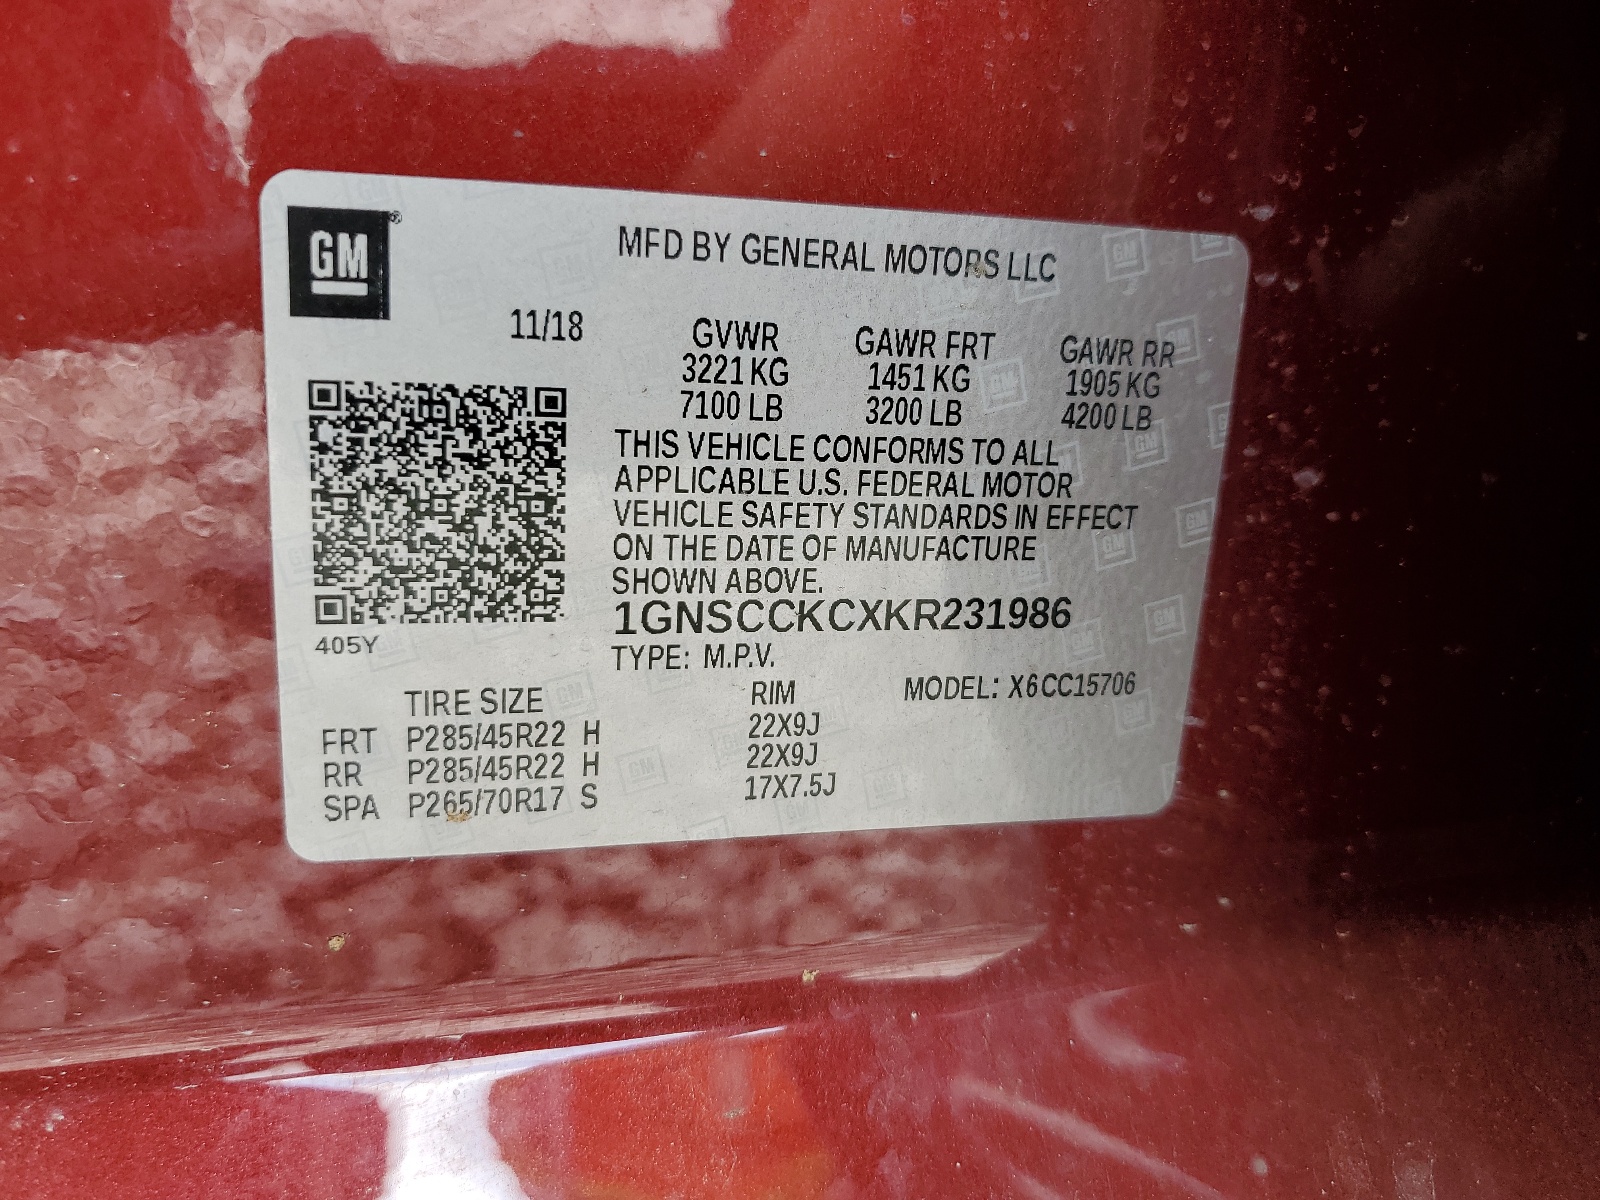 GM®
MFD BY GENERAL MOTORS LLC
11/18
GVWR GAWR FRT GAWR RR
3221 KG 1451 KG 1905 KG
7100 LB 3200 LB 4200 LB
THIS VEHICLE CONFORMS TO ALL
APPLICABLE U.S. FEDERAL MOTOR
VEHICLE SAFETY STANDARDS IN EFFECT
ON THE DATE OF MANUFACTURE
SHOWN ABOVE.
1GNSCCKCXKR231986
405Y
TYPE: M.P.V.
TIRE SIZE RIM MODEL: X6CC15706
FRT P285/45R22 H 22X9J
RR P285/45R22 H 22X9J
SPA P265/70R17 S 17X7.5J